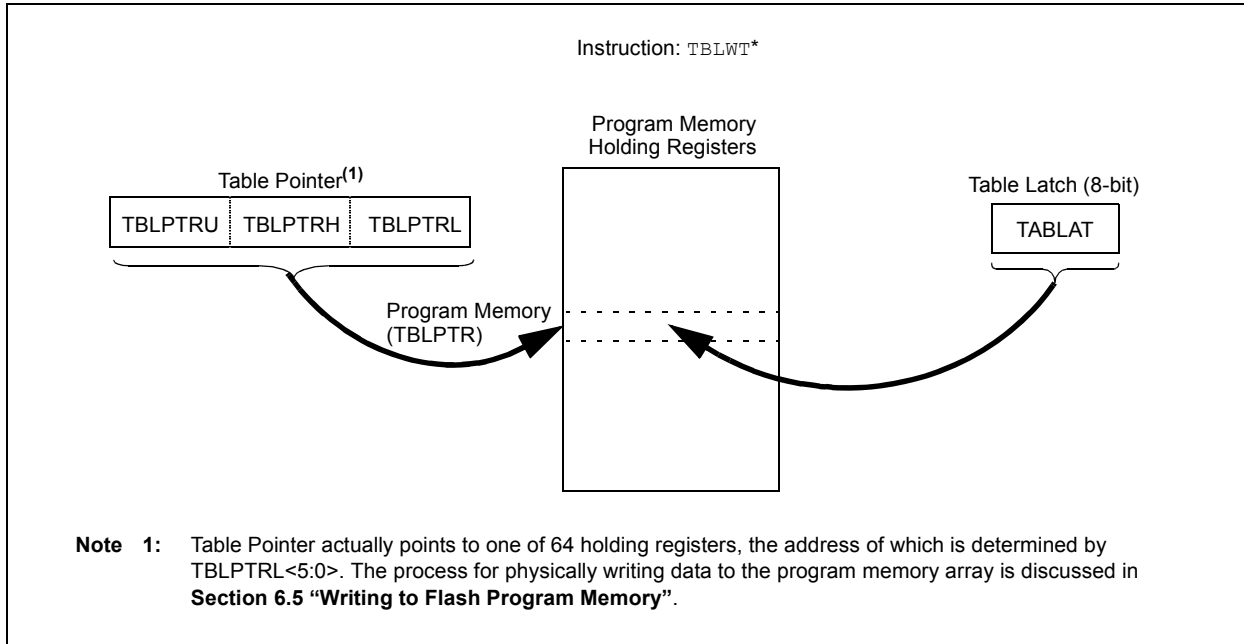 Instruction: TBLWT*
Program Memory
Holding Registers
Table Pointer(1)
Table Latch (8-bit)
TBLPTRU TBLPTRH TBLPTRL
TABLAT
Program Memory
(TBLPTR)
Note 1: Table Pointer actually points to one of 64 holding registers, the address of which is determined by
TBLPTRL<5:0>. The process for physically writing data to the program memory array is discussed in
Section 6.5 “Writing to Flash Program Memory”.